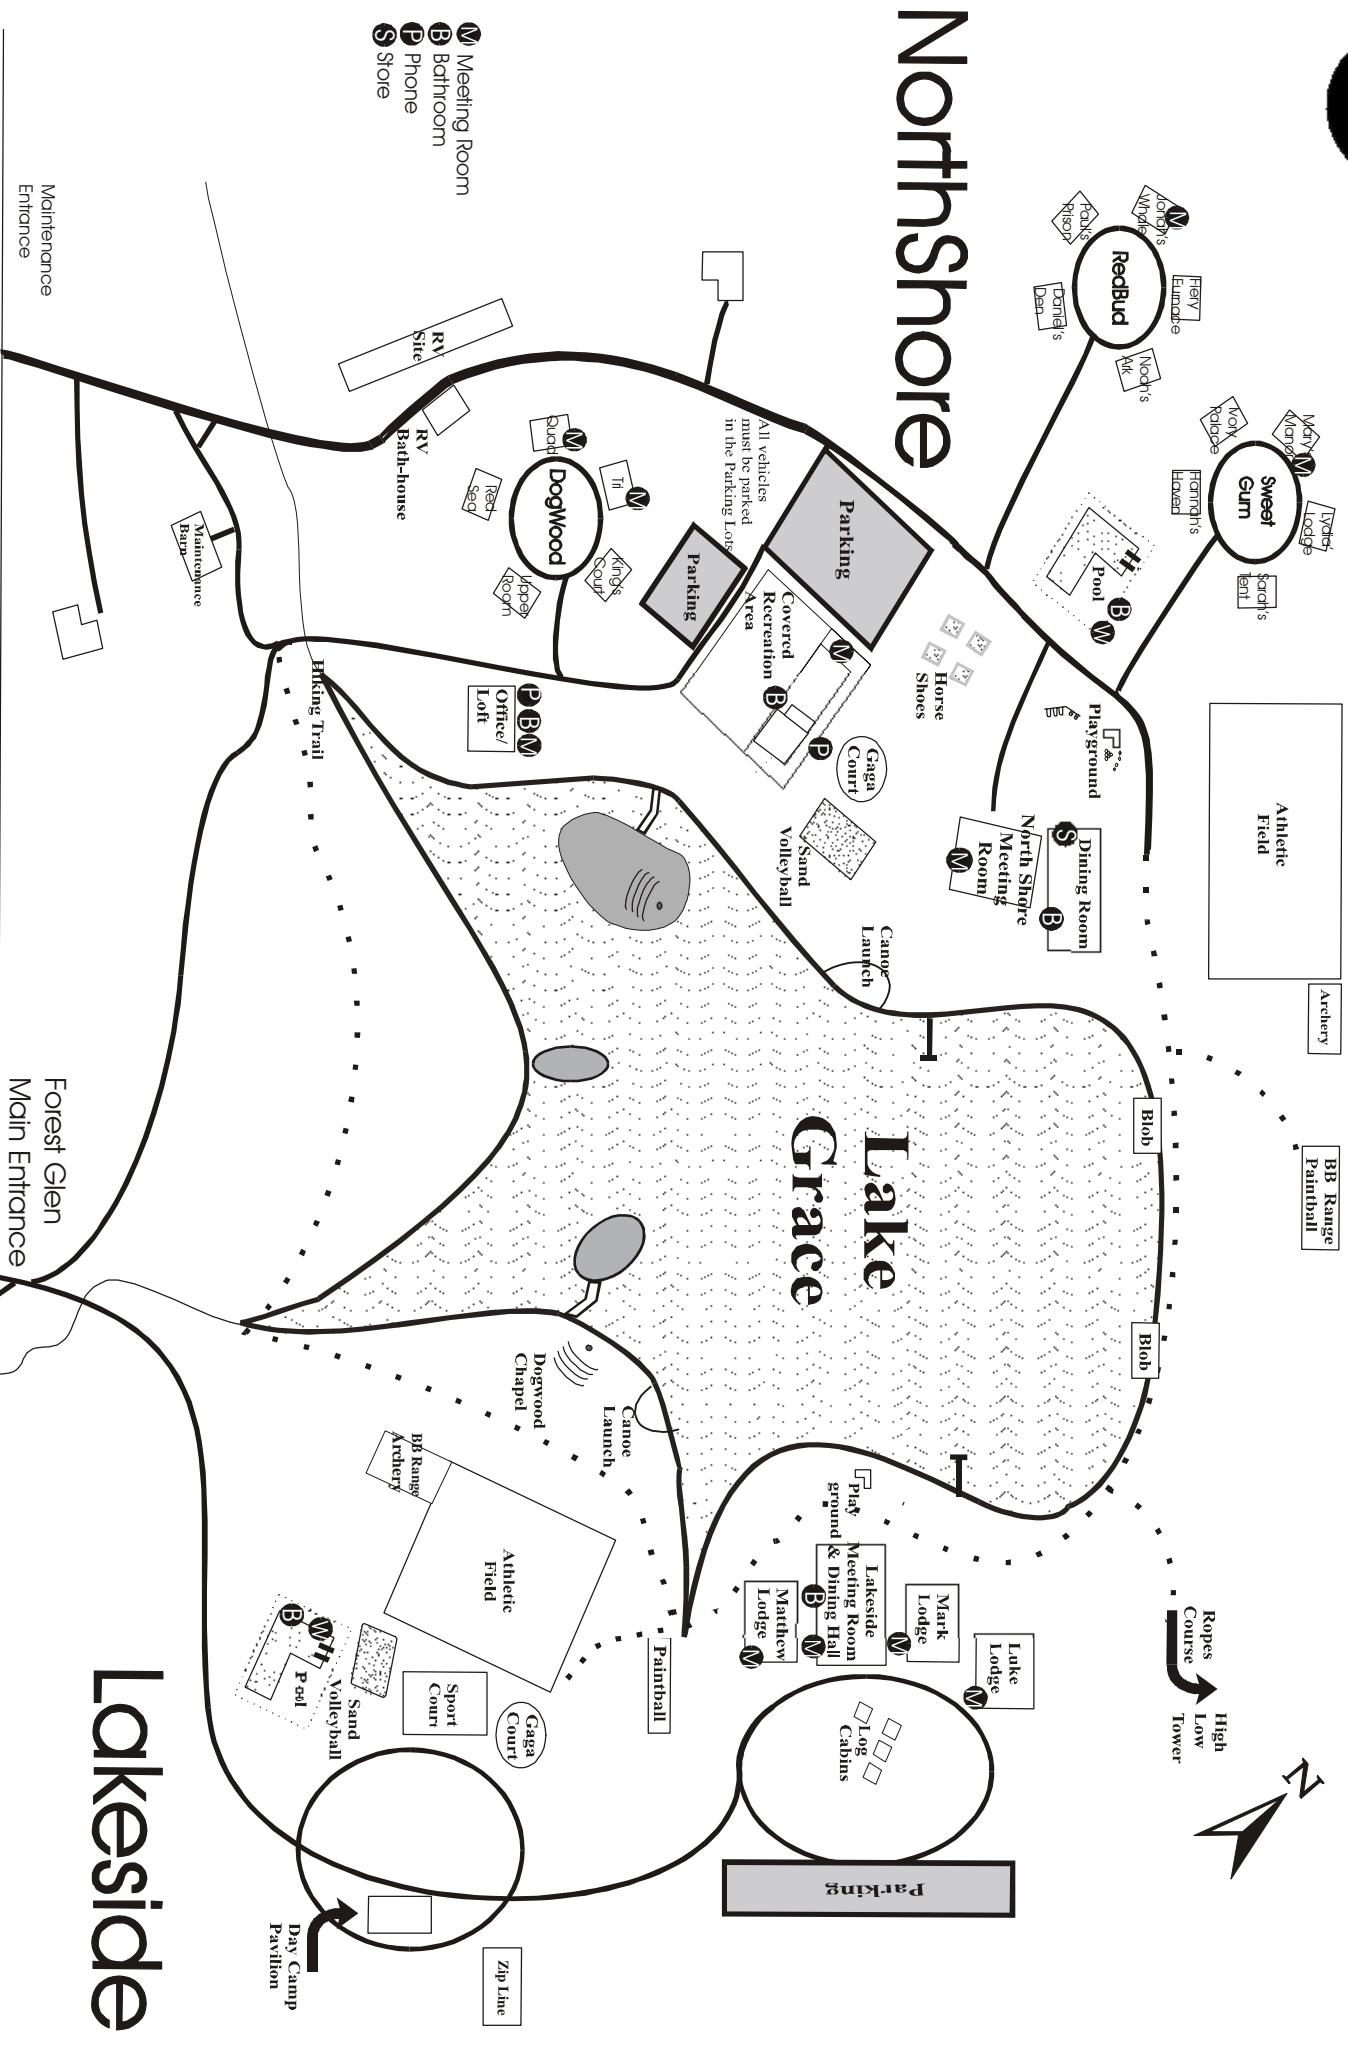 NorthShore
M Meeting Room
B Bathroom
P Phone
S Store
Maintenance
Entrance
RedBud
M
Jonah's
Whale
Fiery
Furnace
Paul's
Prison
Daniel's
Den
Noah's
Ark
Sweet
Gum
Mary's
Manor
M
Lydia'
Lodge
Ivory
Palace
Hannah's
Haven
Sarah's
Tent
Pool
B
W
RV
Site
RV
Bath-house
DogWood
Quad
M
Tri
M
Red
Sea
King's
Court
Upper
Room
All vehicles
must be parked
in the Parking Lots
Parking
Parking
Maintenance
Barn
Covered
Recreation
Area
M
B
P
Horse
Shoes
Playground
Gaga
Court
Office/
Loft
P B M
Hiking Trail
Sand
Volleyball
North Shore
Meeting
Room
M
S
Dining Room
B
Athletic
Field
Archery
BB Range
Paintball
Canoe
Launch
Blob
Blob
Lake
Grace
Forest Glen
Main Entrance
Dogwood
Chapel
Canoe
Launch
BB Range
Archery
Athletic
Field
Play
ground
Lakeside
Meeting Room
& Dining Hall
B
M
Matthew
Lodge
M
Mark
Lodge
M
Luke
Lodge
M
Log
Cabins
Ropes
Course
High
Low
Tower
N
Paintball
B
W
Pool
Sand
Volleyball
Sport
Court
Gaga
Court
Parking
Day Camp
Pavilion
Zip Line
Lakeside